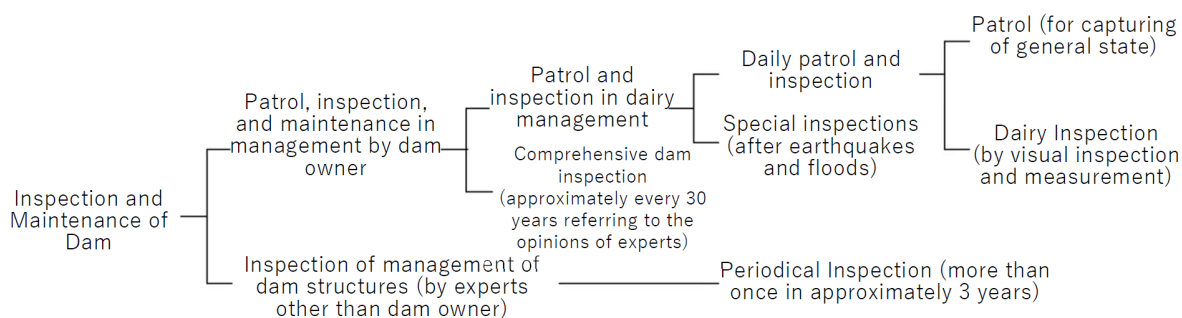 Inspection and
Maintenance of
Dam
Patrol, inspection,
and maintenance in
management by dam
owner
Inspection of management of
dam structures (by experts
other than dam owner)
Patrol and
inspection in dairy
management
Comprehensive dam
inspection
(approximately every 30
years referring to the
opinions of experts)
Daily patrol and
inspection
Special inspections
(after earthquakes
and floods)
Periodical Inspection (more than
once in approximately 3 years)
Patrol (for capturing
of general state)
Dairy Inspection
(by visual inspection
and measurement)